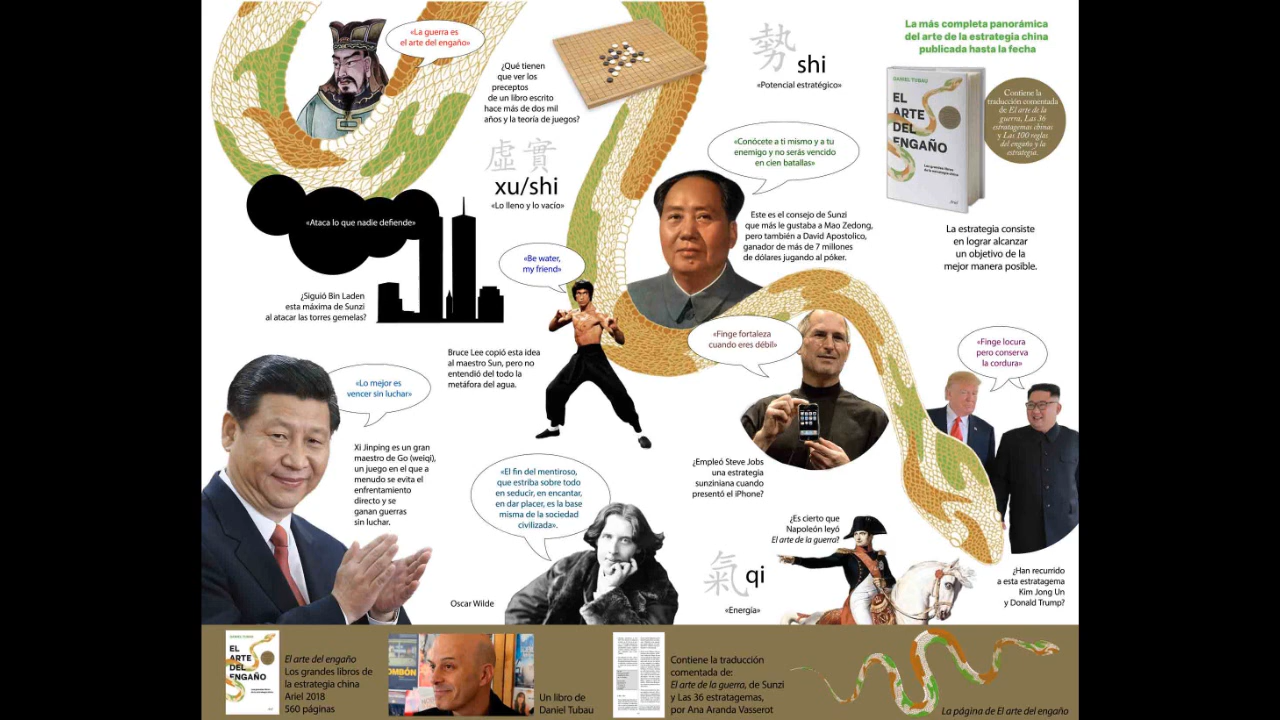 «La guerra es
el arte del engaño»
¿Qué tienen
que ver los
preceptos
de un libro escrito
hace más de dos mil
años y la teoría de juegos?
勢 shi
«Potencial estratégico»
La más completa panorámica
del arte de la estrategia china
publicada hasta la fecha
DANIEL TUBAU
EL
ARTE
DEL
ENGAÑO
Los grandes libros
de la estrategia china
Ariel
Contiene la
traducción comentada
de El arte de la
guerra, Las 36
estratagemas chinas
y Las 100 reglas
del engaño y la
estrategia.
虛實
xu/shi
«Lo lleno y lo vacío»
«Conócete a ti mismo y a tu
enemigo y no serás vencido
en cien batallas»
Este es el consejo de Sunzi
que más le gustaba a Mao Zedong,
pero también a David Apostolico,
ganador de más de 7 millones
de dólares jugando al póker.
La estrategia consiste
en lograr alcanzar
un objetivo de la
mejor manera posible.
«Ataca lo que nadie defiende»
¿Siguió Bin Laden
esta máxima de Sunzi
al atacar las torres gemelas?
«Be water,
my friend»
Bruce Lee copió esta idea
al maestro Sun, pero no
entendió del todo la
metáfora del agua.
«Finge fortaleza
cuando eres débil»
¿Empleó Steve Jobs
una estrategia
sunziniana cuando
presentó el iPhone?
«Finge locura
pero conserva
la cordura»
¿Han recurrido
a esta estratagema
Kim Jong Un
y Donald Trump?
«Lo mejor es
vencer sin luchar»
Xi Jinping es un gran
maestro de Go (weiqi),
un juego en el que a
menudo se evita el
enfrentamiento
directo y se
ganan guerras
sin luchar.
«El fin del mentiroso,
que estriba sobre todo
en seducir, en encantar,
en dar placer, es la base
misma de la sociedad
civilizada».
Oscar Wilde
¿Es cierto que
Napoleón leyó
El arte de la guerra?
氣 qi
«Energía»
DANIEL TUBAU
EL
ARTE
DEL
ENGAÑO
El arte del engaño
Los grandes libros de
la estrategia china
Ariel 2018
560 páginas
Un libro de
Daniel Tubau
Contiene la traducción
comentada de:
El arte de la guerra, de Sunzi
y Las 36 estratagemas,
por Ana Aranda Vasserot
La página de El arte del engaño